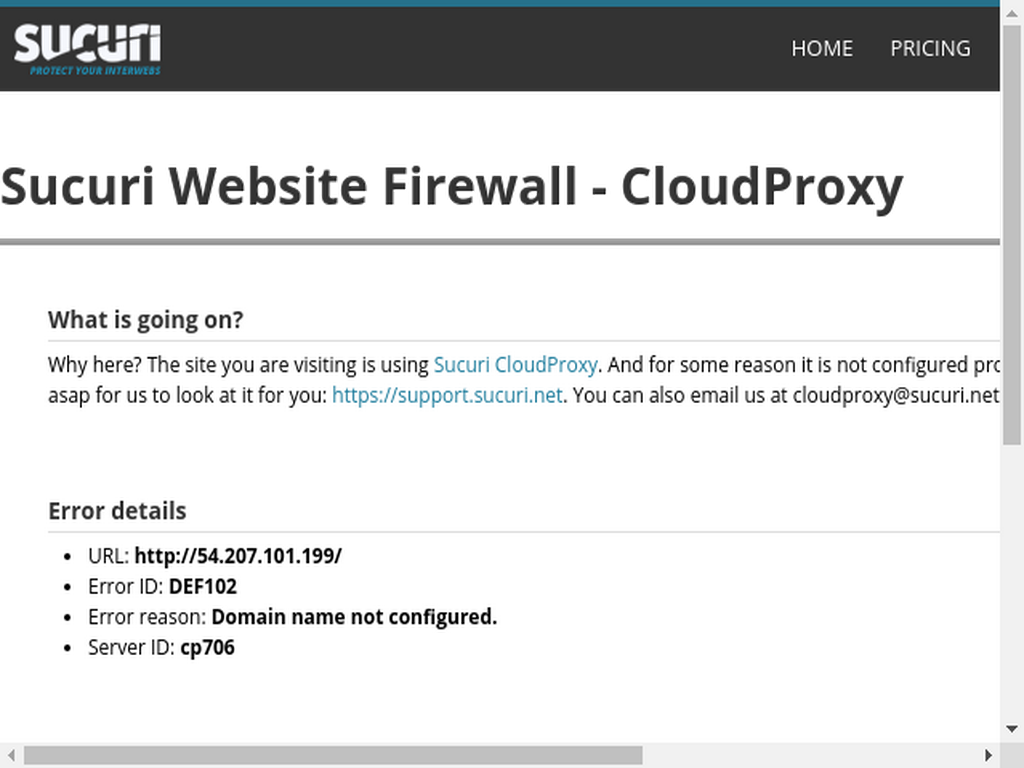 sucuri
PROTECT YOUR INTERWEBS
HOME PRICING
Sucuri Website Firewall - CloudProxy
What is going on?
Why here? The site you are visiting is using Sucuri CloudProxy. And for some reason it is not configured
asap for us to look at it for you: https://support.sucuri.net. You can also email us at cloudproxy@sucuri.net
Error details
• URL: http://54.207.101.199/
• Error ID: DEF102
• Error reason: Domain name not configured.
• Server ID: cp706